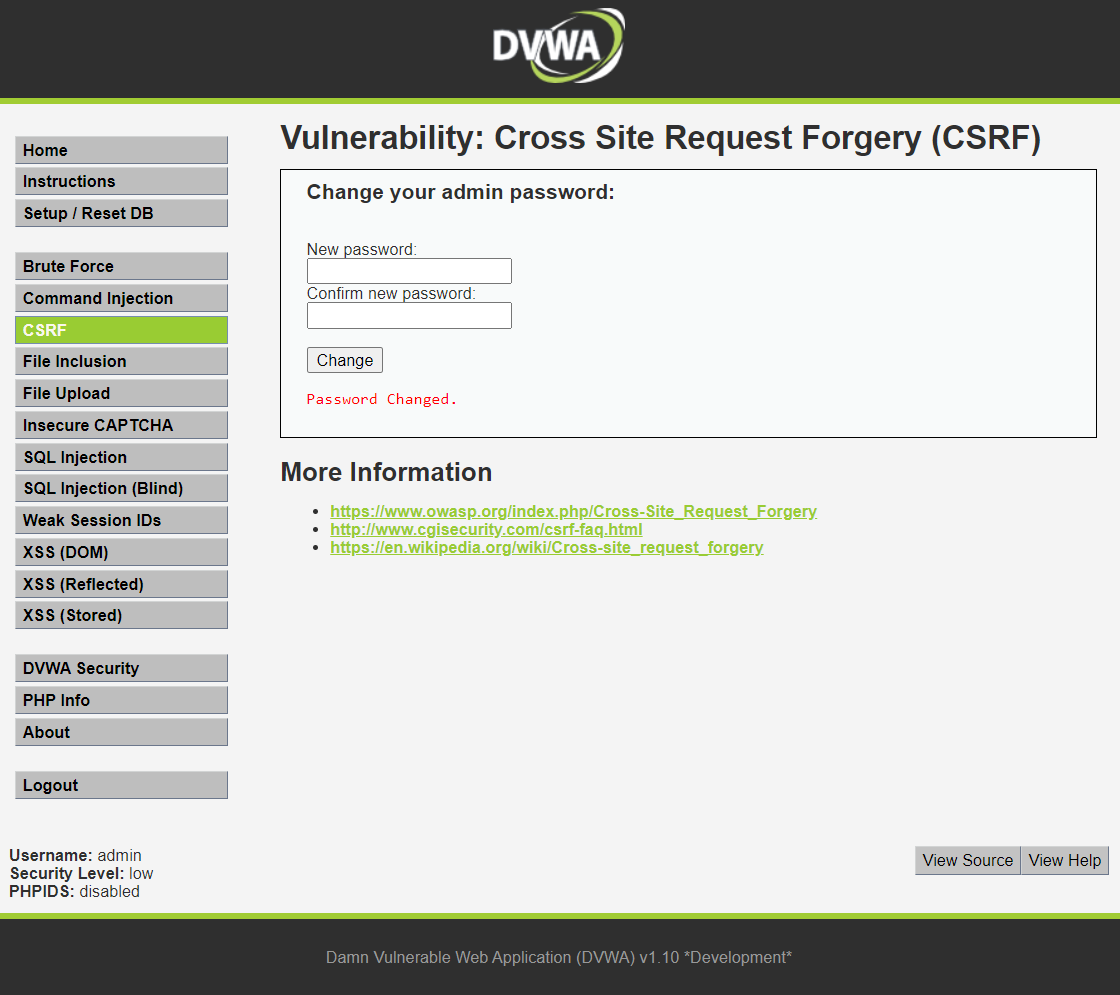 DVWA
Home
Instructions
Setup / Reset DB
Brute Force
Command Injection
CSRF
File Inclusion
File Upload
Insecure CAPTCHA
SQL Injection
SQL Injection (Blind)
Weak Session IDs
XSS (DOM)
XSS (Reflected)
XSS (Stored)
DVWA Security
PHP Info
About
Logout
Vulnerability: Cross Site Request Forgery (CSRF)
Change your admin password:
New password:
Confirm new password:
Change
Password Changed.
More Information
https://www.owasp.org/index.php/Cross-Site_Request_Forgery
http://www.cgisecurity.com/csrf-faq.html
https://en.wikipedia.org/wiki/Cross-site_request_forgery
Username: admin
Security Level: low
PHPIDS: disabled
View Source View Help
Damn Vulnerable Web Application (DVWA) v1.10 *Development*